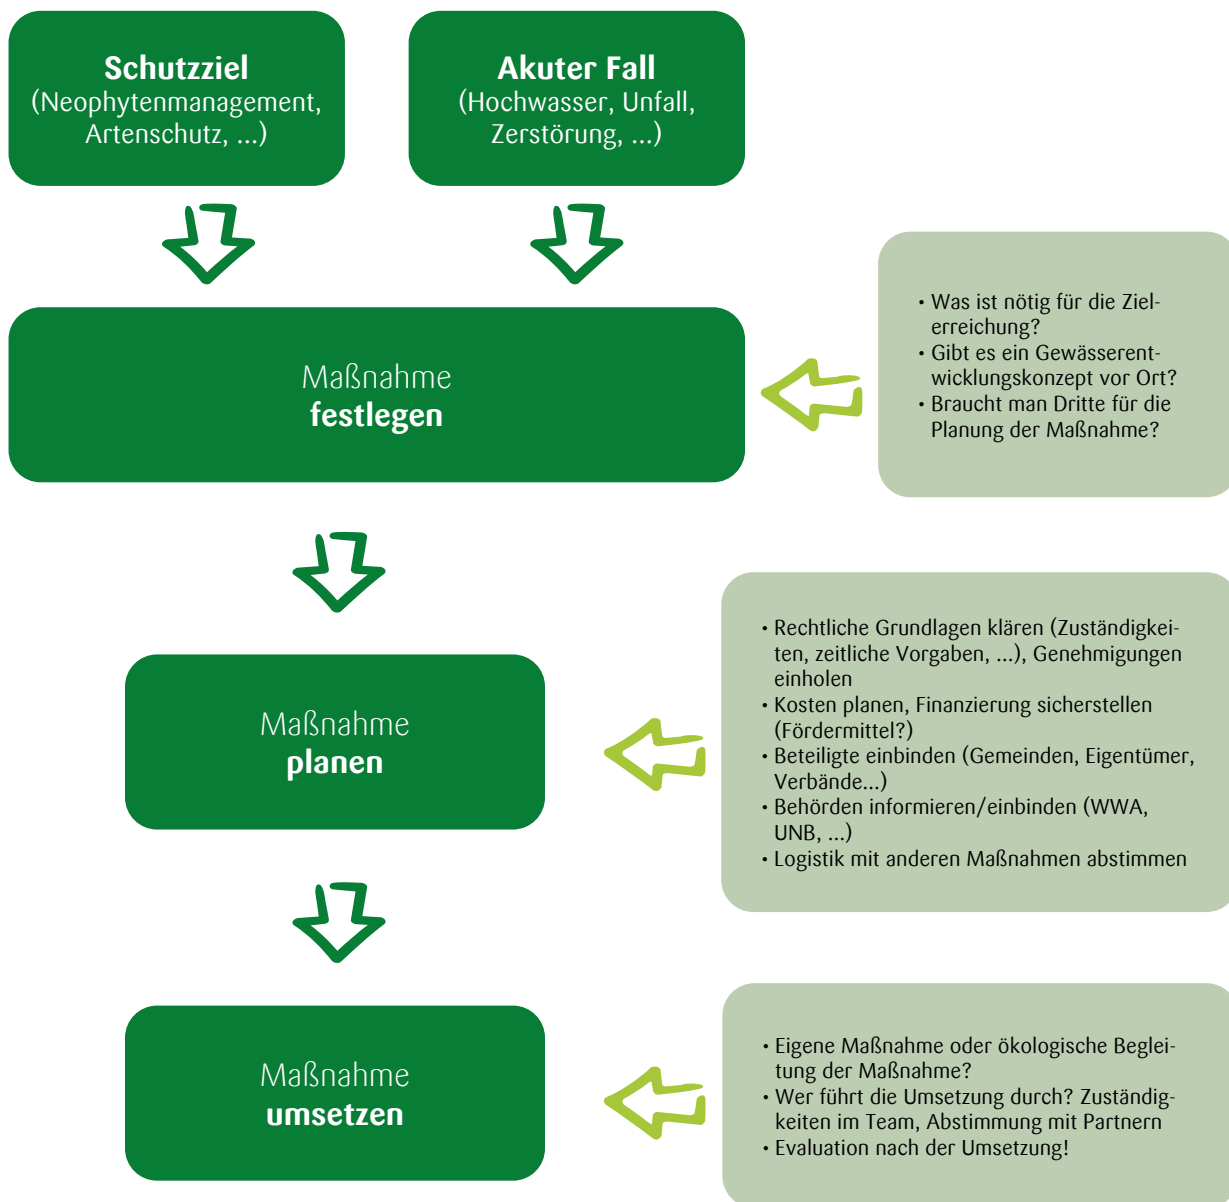 Schutzziel
(Neophytenmanagement,
Artenschutz, ...)
Akuter Fall
(Hochwasser, Unfall,
Zerstörung, ...)
Maßnahme
festlegen
• Was ist nötig für die Ziel-
erreichung?
• Gibt es ein Gewässerent-
wicklungskonzept vor Ort?
• Braucht man Dritte für die
Planung der Maßnahme?
Maßnahme
planen
• Rechtliche Grundlagen klären (Zuständigkei-
ten, zeitliche Vorgaben, ...), Genehmigungen
einholen
• Kosten planen, Finanzierung sicherstellen
(Fördermittel?)
• Beteiligte einbinden (Gemeinden, Eigentümer,
Verbände...)
• Behörden informieren/einbinden (WWA,
UNB, ...)
• Logistik mit anderen Maßnahmen abstimmen
Maßnahme
umsetzen
• Eigene Maßnahme oder ökologische Beglei-
tung der Maßnahme?
• Wer führt die Umsetzung durch? Zuständig-
keiten im Team, Abstimmung mit Partnern
• Evaluation nach der Umsetzung!